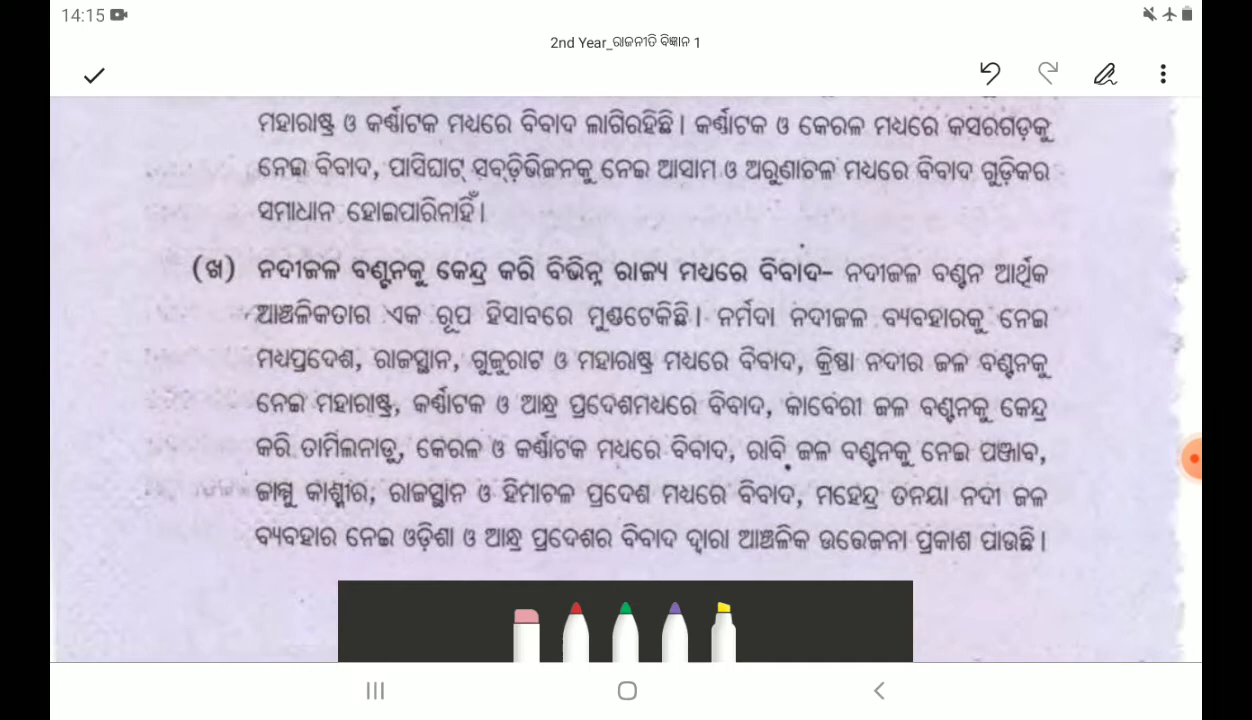 14:15
2nd Year_ରାଜନୀତି ବିଜ୍ଞାନ 1
ମହାରାଷ୍ଟ୍ର ଓ କର୍ଣ୍ଣାଟକ ମଧ୍ୟରେ ବିବାଦ ଲାଗିରହିଛି। କର୍ଣ୍ଣାଟକ ଓ କେରଳ ମଧ୍ୟରେ କସରଗଡ଼କୁ
ନେଇ ବିବାଦ, ପାସିଘାଟ୍ ସବ୍‌ଡ଼ିଭିଜନକୁ ନେଇ ଆସାମ ଓ ଅରୁଣାଚଳ ମଧ୍ୟରେ ବିବାଦ ଗୁଡ଼ିକର
ସମାଧାନ ହୋଇପାରିନାହିଁ।
(ଖ) ନଦୀଜଳ ବଣ୍ଟନକୁ କେନ୍ଦ୍ର କରି ବିଭିନ୍ନ ରାଜ୍ୟ ମଧ୍ୟରେ ବିବାଦ- ନଦୀଜଳ ବଣ୍ଟନ ଆର୍ଥିକ
ଆଞ୍ଚଳିକତାର ଏକ ରୂପ ହିସାବରେ ମୁଣ୍ଡଟେକିଛି। ନର୍ମଦା ନଦୀଜଳ ବ୍ୟବହାରକୁ ନେଇ
ମଧ୍ୟପ୍ରଦେଶ, ରାଜସ୍ଥାନ, ଗୁଜୁରାଟ ଓ ମହାରାଷ୍ଟ୍ର ମଧ୍ୟରେ ବିବାଦ, କ୍ରିଷ୍ଣା ନଦୀର ଜଳ ବଣ୍ଟନକୁ
ନେଇ ମହାରାଷ୍ଟ୍ର, କର୍ଣ୍ଣାଟକ ଓ ଆନ୍ଧ୍ର ପ୍ରଦେଶମଧ୍ୟରେ ବିବାଦ, କାବେରୀ ଜଳ ବଣ୍ଟନକୁ କେନ୍ଦ୍ର
କରି ତାମିଲନାଡୁ, କେରଳ ଓ କର୍ଣ୍ଣାଟକ ମଧ୍ୟରେ ବିବାଦ, ରାବି ଜଳ ବଣ୍ଟନକୁ ନେଇ ପଞ୍ଜାବ,
ଜାମ୍ମୁ କାଶ୍ମୀର, ରାଜସ୍ଥାନ ଓ ହିମାଚଳ ପ୍ରଦେଶ ମଧ୍ୟରେ ବିବାଦ, ମହେନ୍ଦ୍ର ତନୟା ନଦୀ ଜଳ
ବ୍ୟବହାର ନେଇ ଓଡ଼ିଶା ଓ ଆନ୍ଧ୍ର ପ୍ରଦେଶର ବିବାଦ ଦ୍ୱାରା ଆଞ୍ଚଳିକ ଉତ୍ତେଜନା ପ୍ରକାଶ ପାଉଛି।